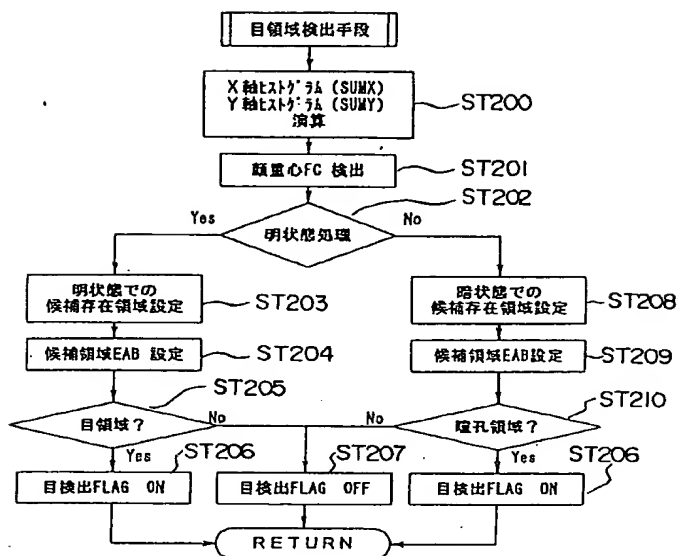 目領域検出手段
X軸ヒストグラム (SUMX)
Y軸ヒストグラム (SUMY)
演算
ST200
顔重心FG 検出
ST201
ST202
Yes
No
明状態処理
明状態での
候補存在領域設定
ST203
暗状態での
候補存在領域設定
ST208
候補領域EAB 設定
ST204
候補領域EAB設定
ST209
ST205
ST210
目領域?
No
No
瞳孔領域?
Yes
ST206
ST207
Yes
ST206
目検出FLAG ON
目検出FLAG OFF
目検出FLAG ON
RETURN